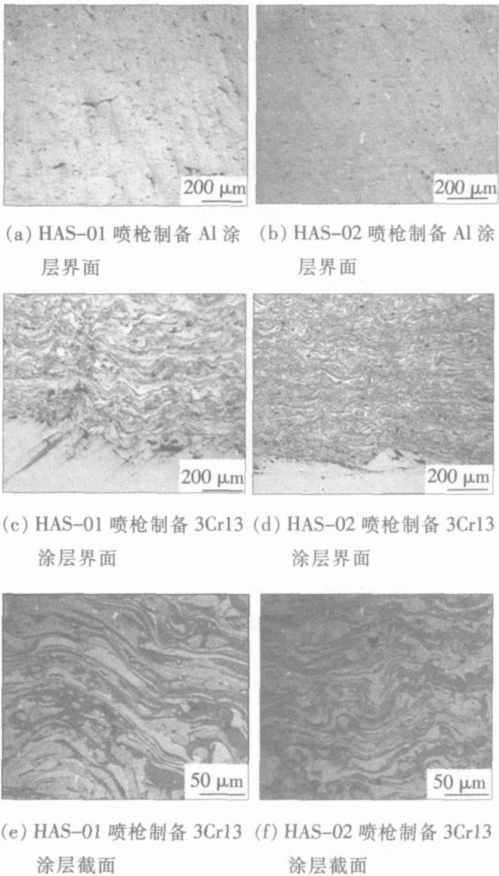 200 μm
200 μm
(a) HAS-01 喷枪制备 Al 涂
层界面
(b) HAS-02 喷枪制备 Al 涂
层界面
200 μm
200 μm
(c) HAS-01 喷枪制备 3Cr13
涂层界面
(d) HAS-02 喷枪制备 3Cr13
涂层界面
50 μm
50 μm
(e) HAS-01 喷枪制备 3Cr13
涂层截面
(f) HAS-02 喷枪制备 3Cr13
涂层截面